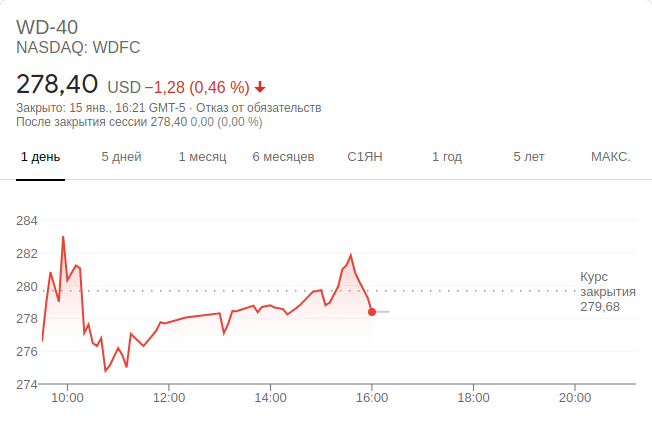 WD-40
NASDAQ: WDFC
278,40 USD −1,28 (0,46 %)
Закрыто: 15 янв., 16:21 GMT-5 · Отказ от обязательств
После закрытия сессии 278,40 0,00 (0,00 %)
1 день 5 дней 1 месяц 6 месяцев С1ЯН 1 год 5 лет МАКС.
284
282
280
278
276
274
Курс
закрытия
279,68
10:00 12:00 14:00 16:00 18:00 20:00